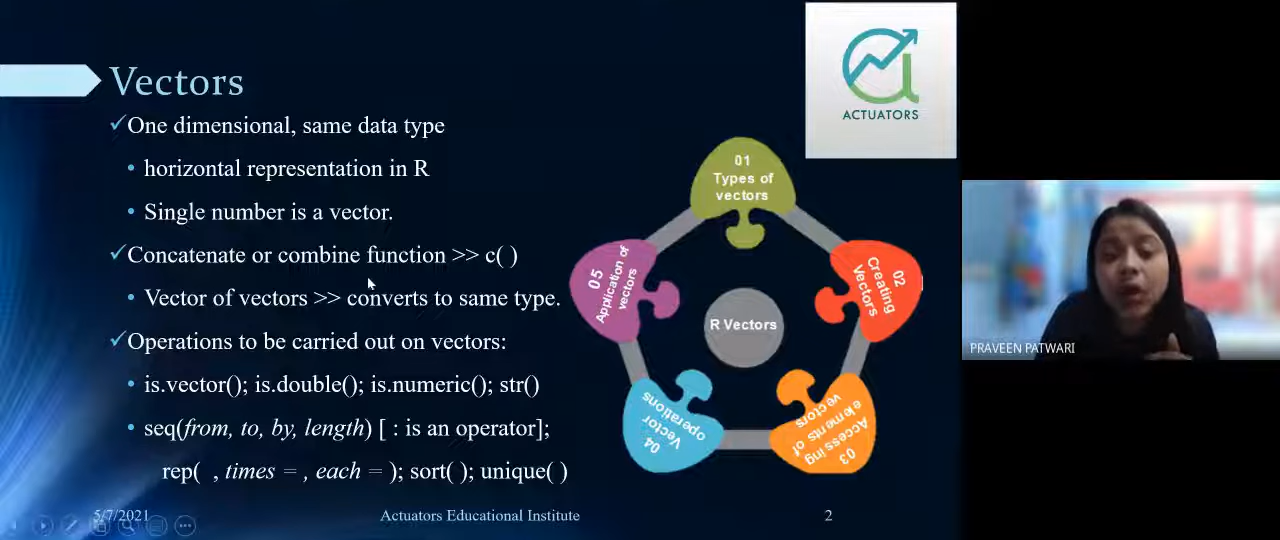 Vectors
✓One dimensional, same data type
• horizontal representation in R
• Single number is a vector.
✓Concatenate or combine function >> c( )
• Vector of vectors >> converts to same type.
✓Operations to be carried out on vectors:
• is.vector(); is.double(); is.numeric(); str()
• seq(from, to, by, length) [ : is an operator];
rep(  , times = , each = ); sort( ); unique( )
ACTUATORS
01
Types of
vectors
02
Creating
Vectors
03
Accessing
elements of
vectors
04
Vector
operations
05
Application of
vectors
R Vectors
PRAVEEN PATWARI
5/7/2021
Actuators Educational Institute
2